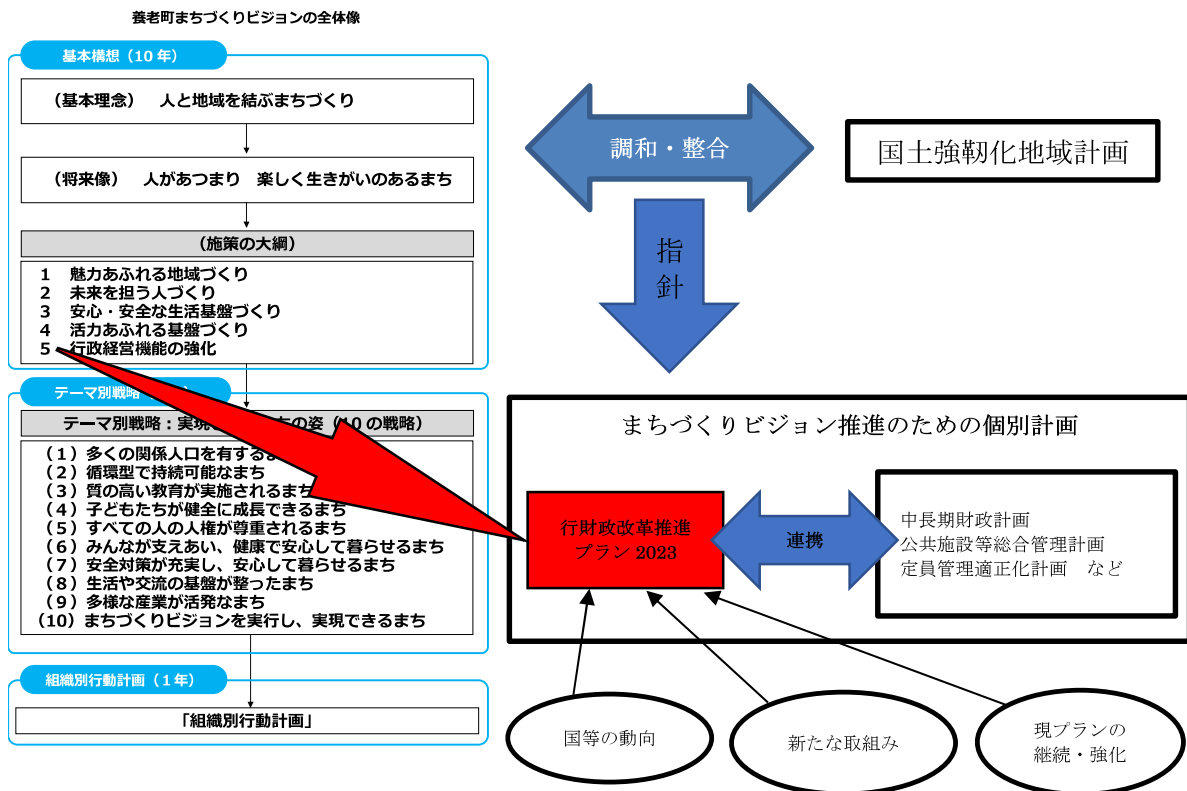 養老町まちづくりビジョンの全体像
基本構想（10年）
（基本理念）　人と地域を結ぶまちづくり
（将来像）　人があつまり　楽しく生きがいのあるまち
（施策の大綱）
1　魅力あふれる地域づくり
2　未来を担う人づくり
3　安心・安全な生活基盤づくり
4　活力あふれる基盤づくり
5　行政経営機能の強化
テーマ別戦略
テーマ別戦略：実現 の姿（10の戦略）
（1）多くの関係人口を有する
（2）循環型で持続可能なまち
（3）質の高い教育が実施されるまち
（4）子どもたちが健全に成長できるまち
（5）すべての人の人権が尊重されるまち
（6）みんなが支えあい、健康で安心して暮らせるまち
（7）安全対策が充実し、安心して暮らせるまち
（8）生活や交流の基盤が整ったまち
（9）多様な産業が活発なまち
（10）まちづくりビジョンを実行し、実現できるまち
組織別行動計画（1年）
「組織別行動計画」
調和・整合
国土強靭化地域計画
指針
まちづくりビジョン推進のための個別計画
行財政改革推進
プラン2023
連携
中長期財政計画
公共施設等総合管理計画
定員管理適正化計画　など
国等の動向
新たな取組み
現プランの
継続・強化